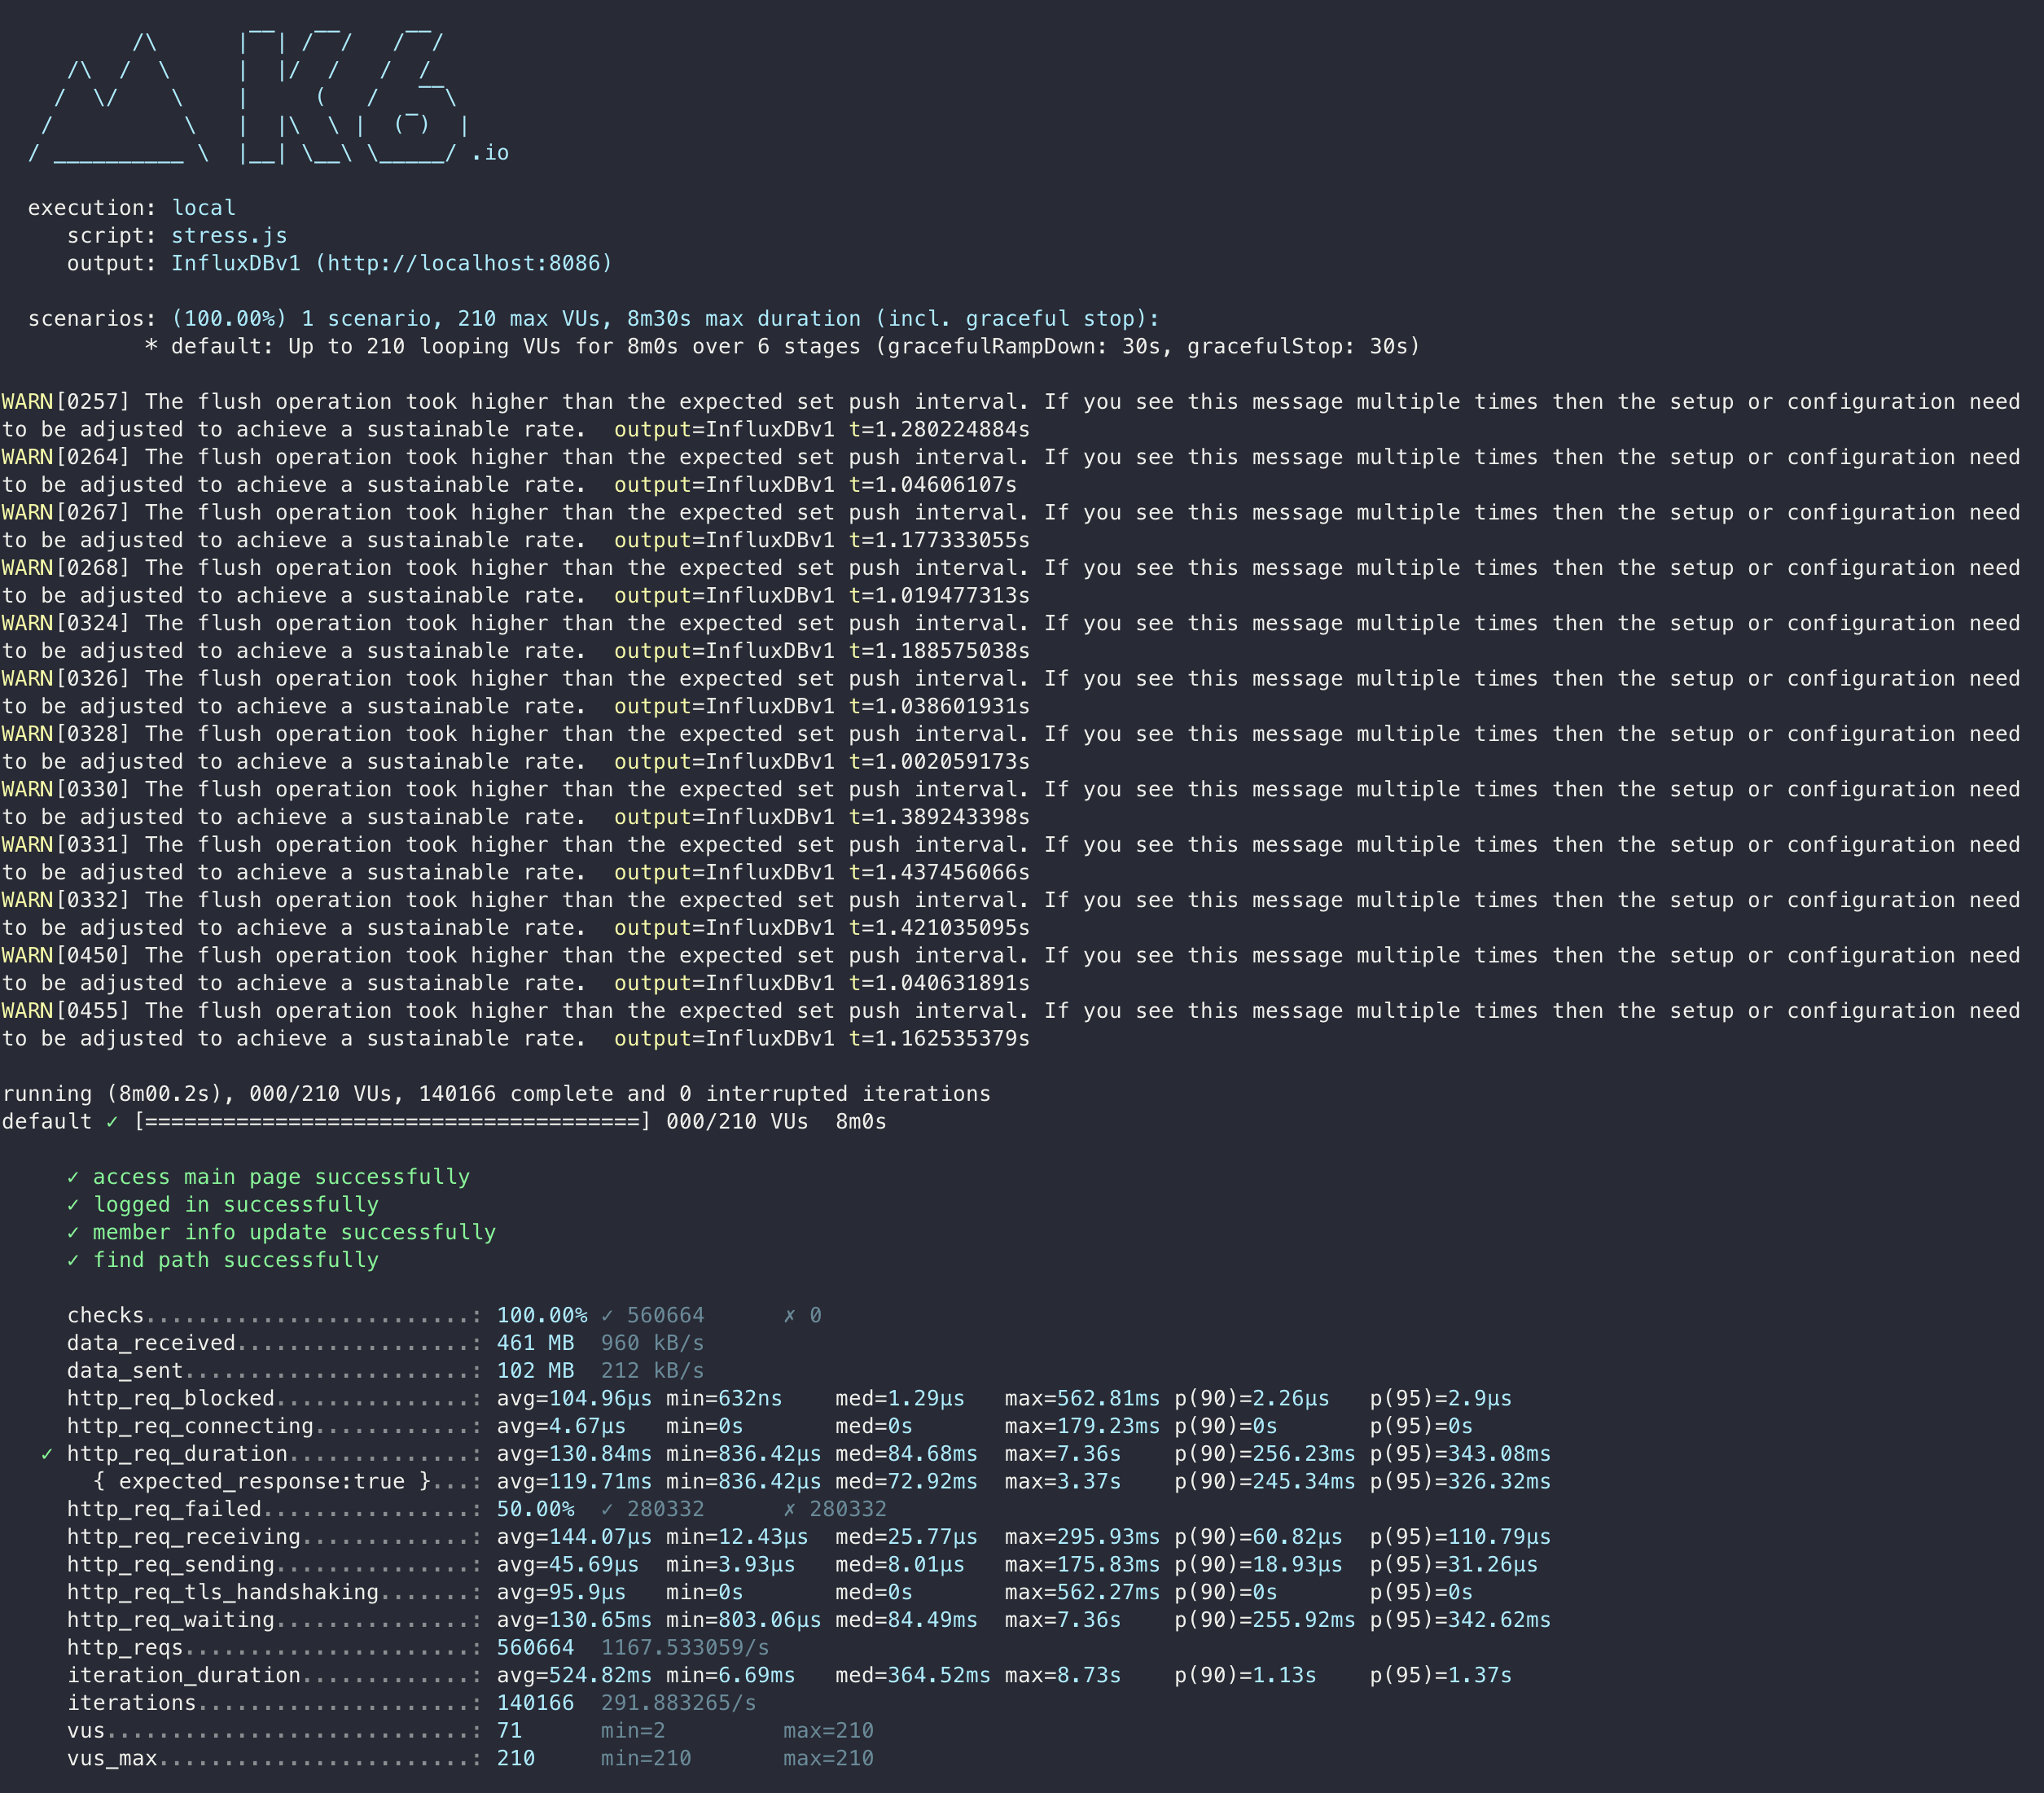 /\      |‾‾| /‾‾/   /‾‾/
     /\  /  \     |  |/  /   /  /
    /  \/    \    |     (   /   ‾‾\
   /          \   |  |\  \ |  (‾)  |
  / __________ \  |__| \__\ \_____/ .io
execution: local
script: stress.js
output: InfluxDBv1 (http://localhost:8086)
scenarios: (100.00%) 1 scenario, 210 max VUs, 8m30s max duration (incl. graceful stop):
* default: Up to 210 looping VUs for 8m0s over 6 stages (gracefulRampDown: 30s, gracefulStop: 30s)
WARN[0257] The flush operation took higher than the expected set push interval. If you see this message multiple times then the setup or configuration need
to be adjusted to achieve a sustainable rate.  output=InfluxDBv1 t=1.280224884s
WARN[0264] The flush operation took higher than the expected set push interval. If you see this message multiple times then the setup or configuration need
to be adjusted to achieve a sustainable rate.  output=InfluxDBv1 t=1.04606107s
WARN[0267] The flush operation took higher than the expected set push interval. If you see this message multiple times then the setup or configuration need
to be adjusted to achieve a sustainable rate.  output=InfluxDBv1 t=1.177333055s
WARN[0268] The flush operation took higher than the expected set push interval. If you see this message multiple times then the setup or configuration need
to be adjusted to achieve a sustainable rate.  output=InfluxDBv1 t=1.019477313s
WARN[0324] The flush operation took higher than the expected set push interval. If you see this message multiple times then the setup or configuration need
to be adjusted to achieve a sustainable rate.  output=InfluxDBv1 t=1.188575038s
WARN[0326] The flush operation took higher than the expected set push interval. If you see this message multiple times then the setup or configuration need
to be adjusted to achieve a sustainable rate.  output=InfluxDBv1 t=1.038601931s
WARN[0328] The flush operation took higher than the expected set push interval. If you see this message multiple times then the setup or configuration need
to be adjusted to achieve a sustainable rate.  output=InfluxDBv1 t=1.002059173s
WARN[0330] The flush operation took higher than the expected set push interval. If you see this message multiple times then the setup or configuration need
to be adjusted to achieve a sustainable rate.  output=InfluxDBv1 t=1.389243398s
WARN[0331] The flush operation took higher than the expected set push interval. If you see this message multiple times then the setup or configuration need
to be adjusted to achieve a sustainable rate.  output=InfluxDBv1 t=1.437456066s
WARN[0332] The flush operation took higher than the expected set push interval. If you see this message multiple times then the setup or configuration need
to be adjusted to achieve a sustainable rate.  output=InfluxDBv1 t=1.421035095s
WARN[0450] The flush operation took higher than the expected set push interval. If you see this message multiple times then the setup or configuration need
to be adjusted to achieve a sustainable rate.  output=InfluxDBv1 t=1.040631891s
WARN[0455] The flush operation took higher than the expected set push interval. If you see this message multiple times then the setup or configuration need
to be adjusted to achieve a sustainable rate.  output=InfluxDBv1 t=1.162535379s
running (8m00.2s), 000/210 VUs, 140166 complete and 0 interrupted iterations
default ✓ [======================================] 000/210 VUs  8m0s
✓ access main page successfully
✓ logged in successfully
✓ member info update successfully
✓ find path successfully
checks.........................: 100.00% ✓ 560664      ✗ 0
data_received..................: 461 MB  960 kB/s
data_sent......................: 102 MB  212 kB/s
http_req_blocked...............: avg=104.96µs min=632ns    med=1.29µs   max=562.81ms p(90)=2.26µs   p(95)=2.9µs
http_req_connecting............: avg=4.67µs   min=0s       med=0s       max=179.23ms p(90)=0s       p(95)=0s
✓ http_req_duration..............: avg=130.84ms min=836.42µs med=84.68ms  max=7.36s    p(90)=256.23ms p(95)=343.08ms
{ expected_response:true }...: avg=119.71ms min=836.42µs med=72.92ms  max=3.37s    p(90)=245.34ms p(95)=326.32ms
http_req_failed................: 50.00%  ✓ 280332      ✗ 280332
http_req_receiving.............: avg=144.07µs min=12.43µs  med=25.77µs  max=295.93ms p(90)=60.82µs  p(95)=110.79µs
http_req_sending...............: avg=45.69µs  min=3.93µs   med=8.01µs   max=175.83ms p(90)=18.93µs  p(95)=31.26µs
http_req_tls_handshaking.......: avg=95.9µs   min=0s       med=0s       max=562.27ms p(90)=0s       p(95)=0s
http_req_waiting...............: avg=130.65ms min=803.06µs med=84.49ms  max=7.36s    p(90)=255.92ms p(95)=342.62ms
http_reqs......................: 560664  1167.533059/s
iteration_duration.............: avg=524.82ms min=6.69ms   med=364.52ms max=8.73s    p(90)=1.13s    p(95)=1.37s
iterations.....................: 140166  291.883265/s
vus............................: 71      min=2         max=210
vus_max........................: 210     min=210       max=210